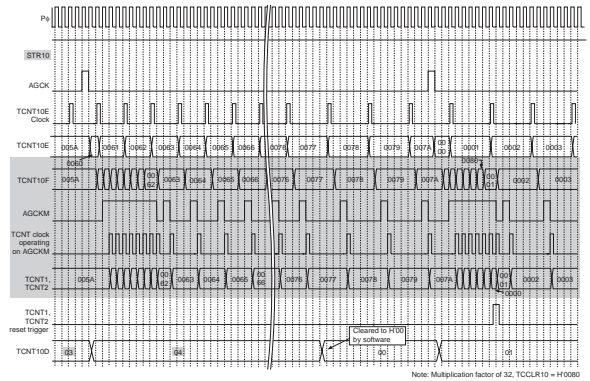 Pϕ
STR10
AGCK
TCNT10E
Clock
TCNT10E 005A 0061 0062 0063 0064 0065 0066 0076 0077 0078 0079 007A 00 00 0001 0002 0003
0060 0080
TCNT10F 005A 00 62 0063 0064 0065 0066 0076 0077 0078 0079 007A 00 01 0002 0003
AGCKM
TCNT clock
operating
on AGCKM
TCNT1,
TCNT2 005A 00 62 0063 0064 0065 00 66 0076 0077 0078 0079 007A 00 01 0002 0003
0000
TCNT1,
TCNT2
reset trigger
Cleared to H'00
by software
TCNT10D 03 04 00 01
Note: Multiplication factor of 32, TCCLR10 = H'0080